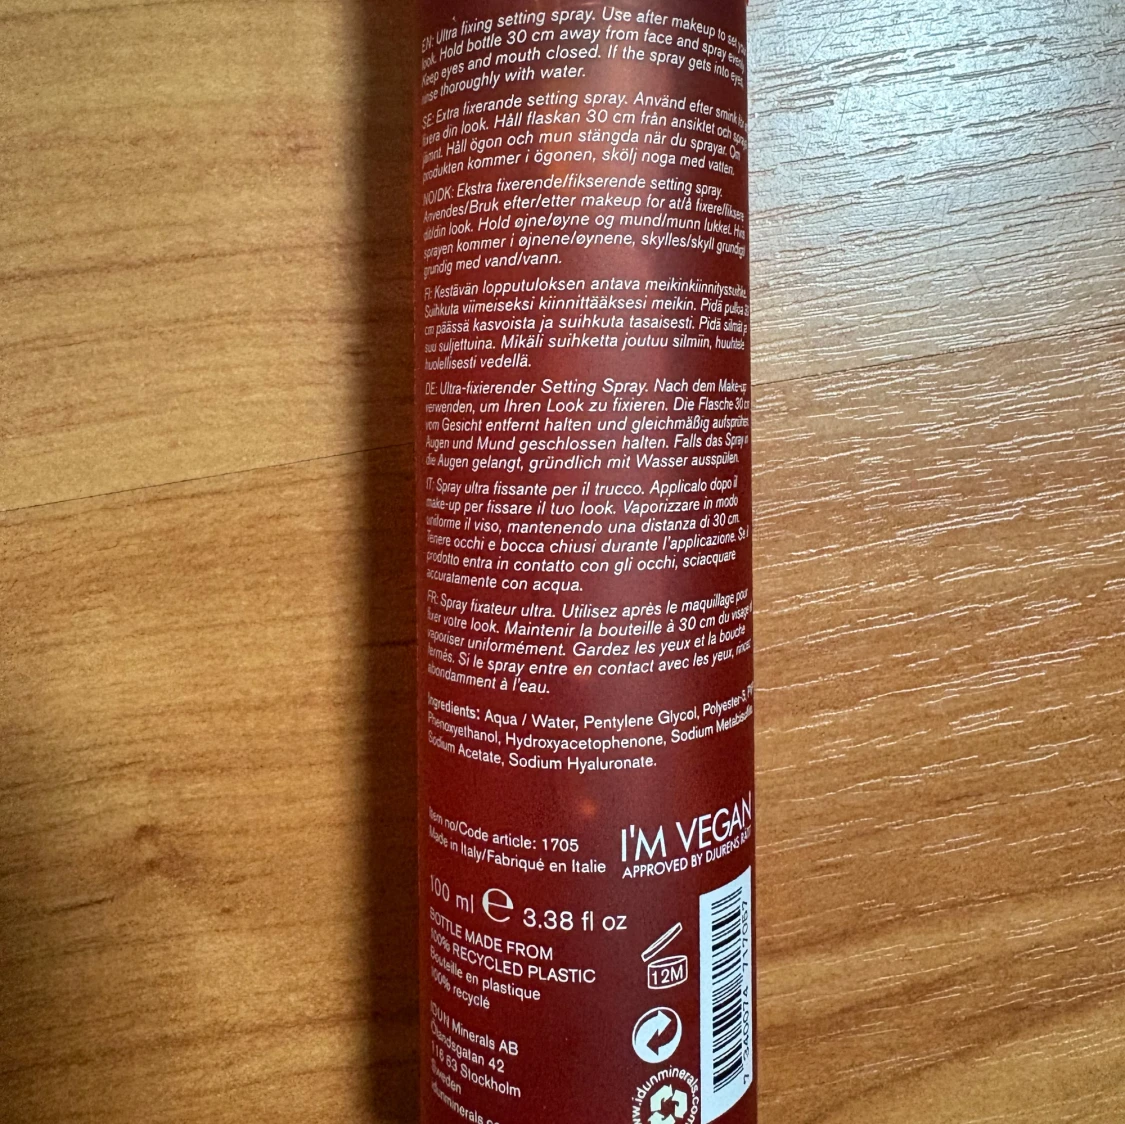 EN: Ultra fixing setting spray. Use after makeup to set your
look. Hold bottle 30 cm away from face and spray evenly.
Keep eyes and mouth closed. If the spray gets into eyes,
rinse thoroughly with water.
SE: Extra fixerande setting spray. Använd efter smink för att
fixera din look. Håll flaskan 30 cm från ansiktet och spraya
jämnt. Håll ögon och mun stängda när du sprayar. Om
produkten kommer i ögonen, skölj noga med vatten.
NO/DK: Ekstra fixerende/fikserende setting spray.
Anvendes/Bruk efter/etter makeup for at/å fixere/fiksere
dit/din look. Hold øjne/øyne og mund/munn lukket. Hvis
sprayen kommer i øjnene/øynene, skylles/skyll grundigt/
grundig med vand/vann.
FI: Kestävän lopputuloksen antava meikinkiinnityssuihke.
Suihkuta viimeiseksi kiinnittääksesi meikin. Pidä pulloa 30
cm päässä kasvoista ja suihkuta tasaisesti. Pidä silmät ja
suu suljettuina. Mikäli suihketta joutuu silmiin, huuhtele
huolellisesti vedellä.
DE: Ultra-fixierender Setting Spray. Nach dem Make-up
verwenden, um Ihren Look zu fixieren. Die Flasche 30 cm
vom Gesicht entfernt halten und gleichmäßig aufsprühen.
Augen und Mund geschlossen halten. Falls das Spray in
die Augen gelangt, gründlich mit Wasser ausspülen.
IT: Spray ultra fissante per il trucco. Applicalo dopo il
make-up per fissare il tuo look. Vaporizzare in modo
uniforme il viso, mantenendo una distanza di 30 cm.
Tenere occhi e bocca chiusi durante l'applicazione. Se il
prodotto entra in contatto con gli occhi, sciacquare
accuratamente con acqua.
FR: Spray fixateur ultra. Utilisez après le maquillage pour
fixer votre look. Maintenir la bouteille à 30 cm du visage et
vaporiser uniformément. Gardez les yeux et la bouche
fermés. Si le spray entre en contact avec les yeux, rincez
abondamment à l'eau.
Ingredients: Aqua / Water, Pentylene Glycol, Polyester-5,
Phenoxyethanol, Hydroxyacetophenone, Sodium Metabisulfite,
Sodium Acetate, Sodium Hyaluronate.
Item no/Code article: 1705
Made in Italy/Fabriqué en Italie
I'M VEGAN
APPROVED BY DJURENS RÄTT
100 ml e 3.38 fl oz
BOTTLE MADE FROM
100% RECYCLED PLASTIC
Bouteille en plastique
100% recyclé
12M
IDUN Minerals AB
Olandsgatan 42
116 63 Stockholm
Sweden
idunminerals.co
www.idunminerals.com
7 340074 717057